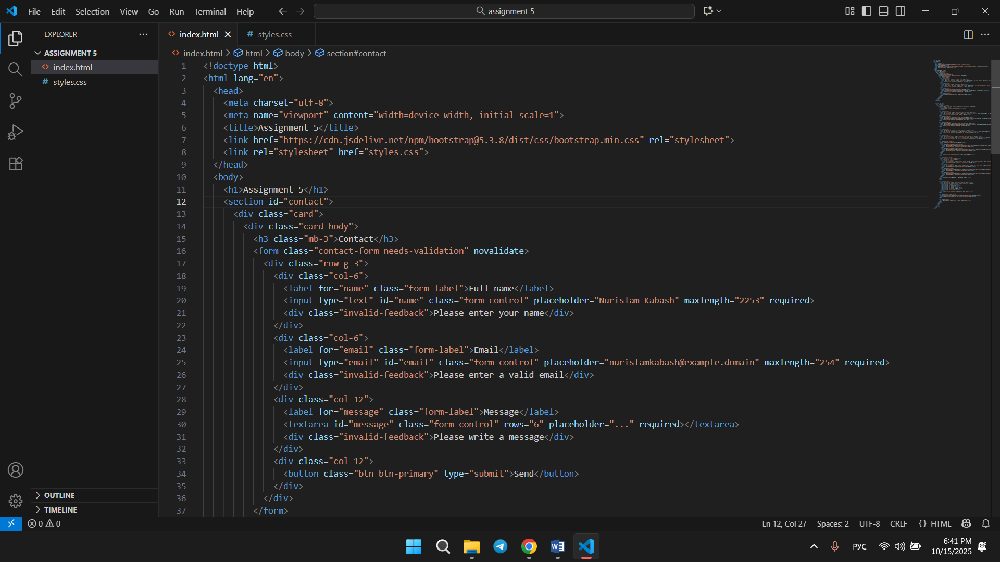 File Edit Selection View Go Run Terminal Help
assignment 5
EXPLORER
ASSIGNMENT 5
index.html
styles.css
OUTLINE
TIMELINE
index.html
styles.css
index.html > html > body > section#contact
1 <!doctype html>
2 <html lang="en">
3 <head>
4 <meta charset="utf-8">
5 <meta name="viewport" content="width=device-width, initial-scale=1">
6 <title>Assignment 5</title>
7 <link href="https://cdn.jsdelivr.net/npm/bootstrap@5.3.8/dist/css/bootstrap.min.css" rel="stylesheet">
8 <link rel="stylesheet" href="styles.css">
9 </head>
10 <body>
11 <h1>Assignment 5</h1>
12 <section id="contact">
13 <div class="card">
14 <div class="card-body">
15 <h3 class="mb-3">Contact</h3>
16 <form class="contact-form needs-validation" novalidate>
17 <div class="row g-3">
18 <div class="col-6">
19 <label for="name" class="form-label">Full name</label>
20 <input type="text" id="name" class="form-control" placeholder="Nurislam Kabash" maxlength="2253" required>
21 <div class="invalid-feedback">Please enter your name</div>
22 </div>
23 <div class="col-6">
24 <label for="email" class="form-label">Email</label>
25 <input type="email" id="email" class="form-control" placeholder="nurislamkabash@example.domain" maxlength="254" required>
26 <div class="invalid-feedback">Please enter a valid email</div>
27 </div>
28 <div class="col-12">
29 <label for="message" class="form-label">Message</label>
30 <textarea id="message" class="form-control" rows="6" placeholder="..." required></textarea>
31 <div class="invalid-feedback">Please write a message</div>
32 </div>
33 <div class="col-12">
34 <button class="btn btn-primary" type="submit">Send</button>
35 </div>
36 </div>
37 </form>
0 0
Ln 12, Col 27 Spaces: 2 UTF-8 CRLF {} HTML
РУС
6:41 PM
10/15/2025